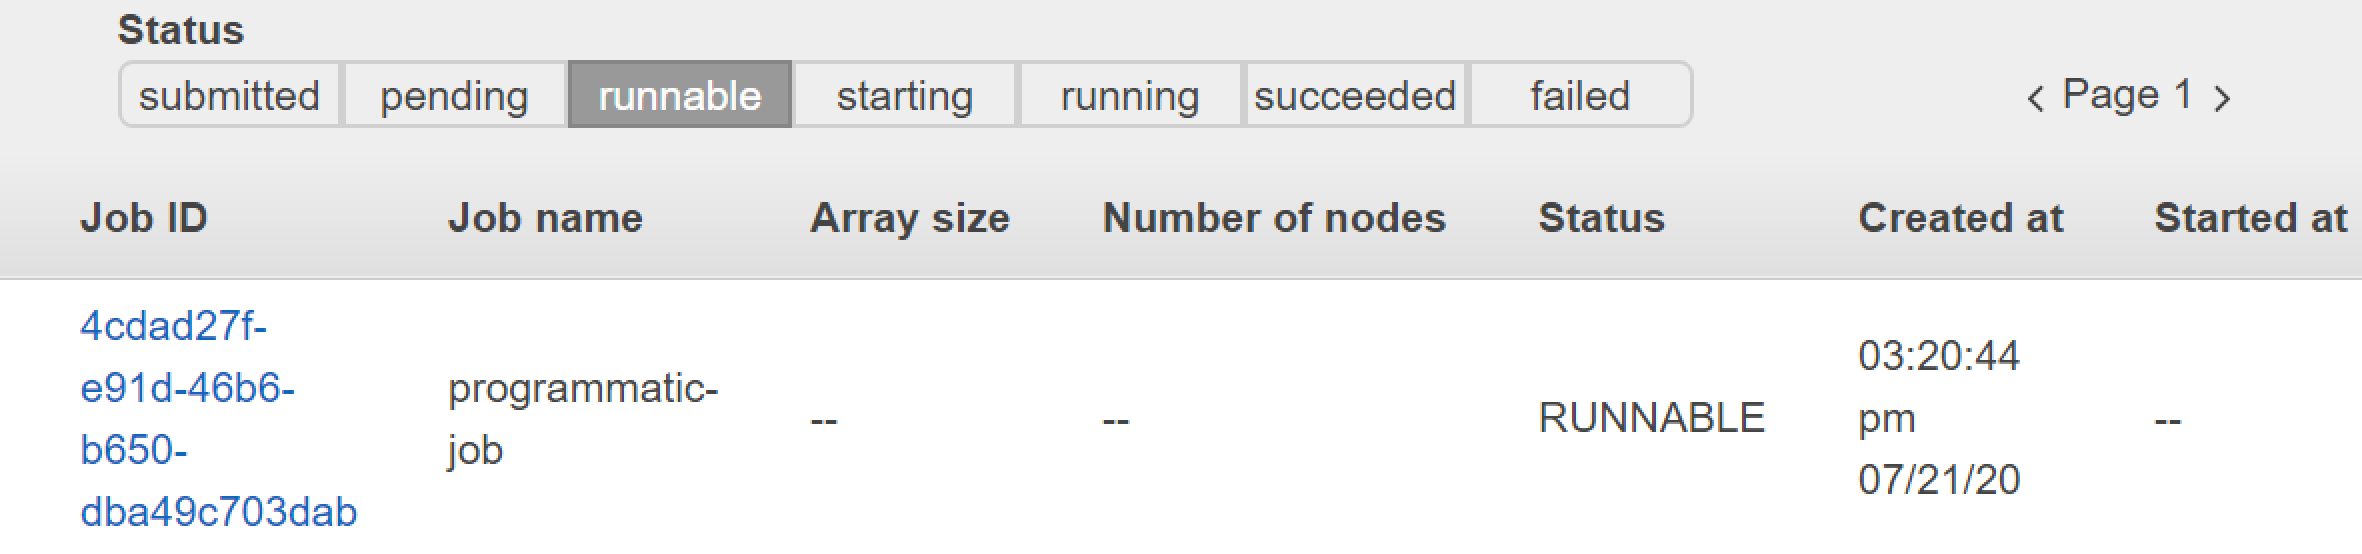 Status
submitted pending runnable starting running succeeded failed < Page 1 >
Job ID Job name Array size Number of nodes Status Created at Started at
4cdad27f-
e91d-46b6-
b650-
dba49c703dab
programmatic-
job
--
--
RUNNABLE
03:20:44
pm
07/21/20
--